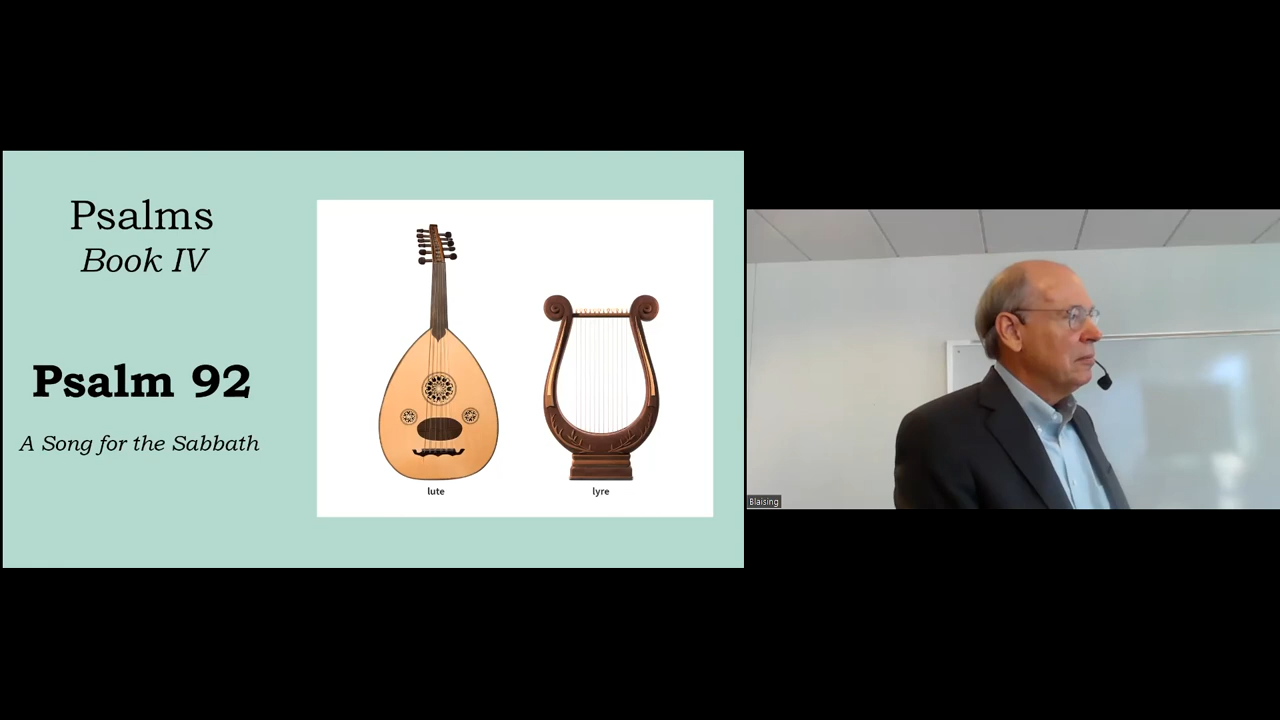 Psalms
Book IV
Psalm 92
A Song for the Sabbath
lute
lyre
Blaising